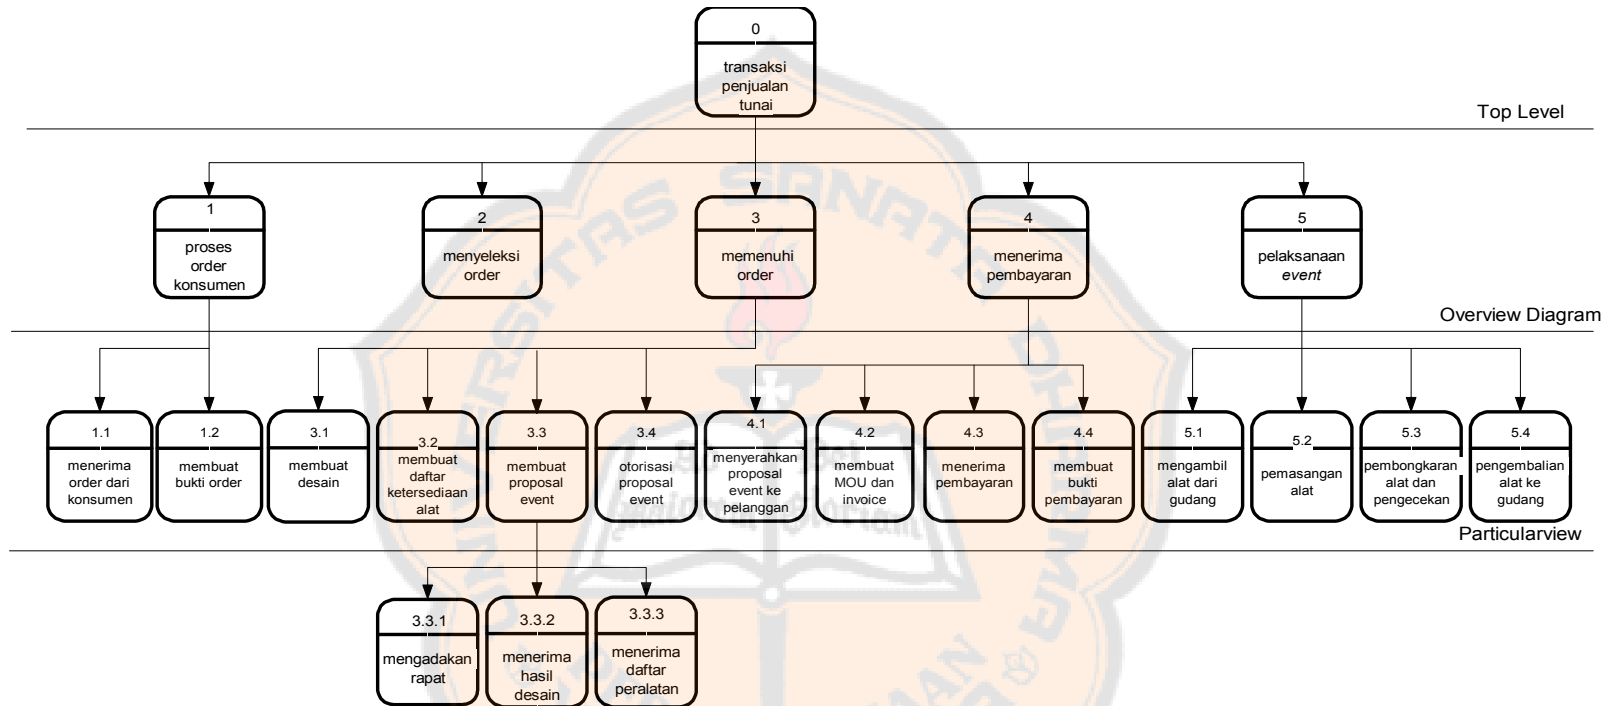 0
transaksi
penjualan
tunai
Top Level
1
proses
order
konsumen
2
menyeleksi
order
3
memenuhi
order
4
menerima
pembayaran
5
pelaksanaan
event
Overview Diagram
1.1
menerima
order dari
konsumen
1.2
membuat
bukti order
3.1
membuat
desain
3.2
membuat
daftar
ketersediaan
alat
3.3
membuat
proposal
event
3.4
otorisasi
proposal
event
4.1
menyerahkan
proposal
event ke
pelanggan
4.2
membuat
MOU dan
invoice
4.3
menerima
pembayaran
4.4
membuat
bukti
pembayaran
5.1
mengambil
alat dari
gudang
5.2
pemasangan
alat
5.3
pembongkaran
alat dan
pengecekan
5.4
pengembalian
alat ke
gudang
Particularview
3.3.1
mengadakan
rapat
3.3.2
menerima
hasil
desain
3.3.3
menerima
daftar
peralatan
UNIVERSITAS SANATA DHARMA